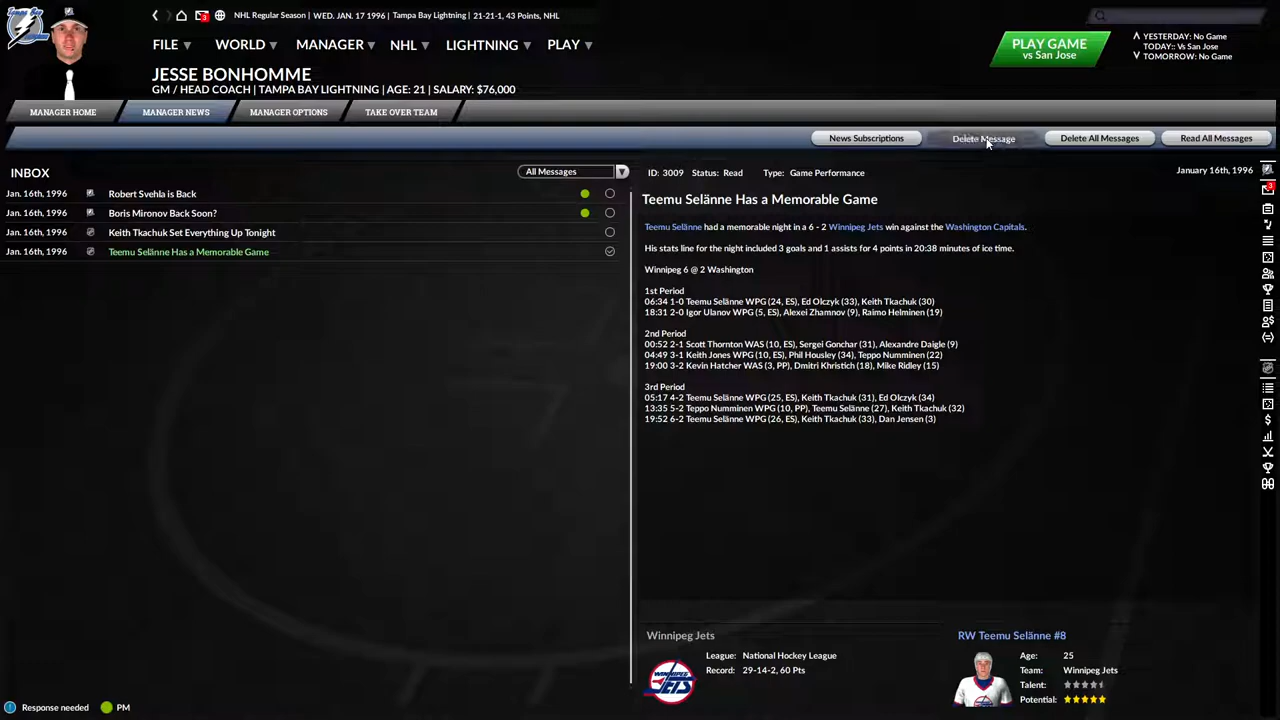 NHL Regular Season | WED. JAN. 17 1996 | Tampa Bay Lightning | 21-21-1, 43 Points, NHL
3
FILE WORLD MANAGER NHL LIGHTNING PLAY
PLAY GAME
vs San Jose
YESTERDAY: No Game
TODAY:: Vs San Jose
TOMORROW: No Game
JESSE BONHOMME
GM / HEAD COACH | TAMPA BAY LIGHTNING | AGE: 21 | SALARY: $76,000
MANAGER HOME MANAGER NEWS MANAGER OPTIONS TAKE OVER TEAM
News Subscriptions Delete Message Delete All Messages Read All Messages
INBOX
All Messages
Jan. 16th, 1996 Robert Svehla is Back
Jan. 16th, 1996 Boris Mironov Back Soon?
Jan. 16th, 1996 Keith Tkachuk Set Everything Up Tonight
Jan. 16th, 1996 Teemu Selänne Has a Memorable Game
ID: 3009 Status: Read Type: Game Performance
January 16th, 1996
Teemu Selänne Has a Memorable Game
Teemu Selänne had a memorable night in a 6 - 2 Winnipeg Jets win against the Washington Capitals.
His stats line for the night included 3 goals and 1 assists for 4 points in 20:38 minutes of ice time.
Winnipeg 6 @ 2 Washington
1st Period
06:34 1-0 Teemu Selänne WPG (24, ES), Ed Olczyk (33), Keith Tkachuk (30)
18:31 2-0 Igor Ulanov WPG (5, ES), Alexei Zhamnov (9), Raimo Helminen (19)
2nd Period
00:52 2-1 Scott Thornton WAS (10, ES), Sergei Gonchar (31), Alexandre Daigle (9)
04:49 3-1 Keith Jones WPG (10, ES), Phil Housley (34), Teppo Numminen (22)
19:00 3-2 Kevin Hatcher WAS (3, PP), Dmitri Khristich (18), Mike Ridley (15)
3rd Period
05:17 4-2 Teemu Selänne WPG (25, ES), Keith Tkachuk (31), Ed Olczyk (34)
13:35 5-2 Teppo Numminen WPG (10, PP), Teemu Selänne (27), Keith Tkachuk (32)
19:52 6-2 Teemu Selänne WPG (26, ES), Keith Tkachuk (33), Dan Jensen (3)
Winnipeg Jets
League: National Hockey League
Record: 29-14-2, 60 Pts
JETS
RW Teemu Selänne #8
Age: 25
Team: Winnipeg Jets
Talent:
Potential:
Response needed PM